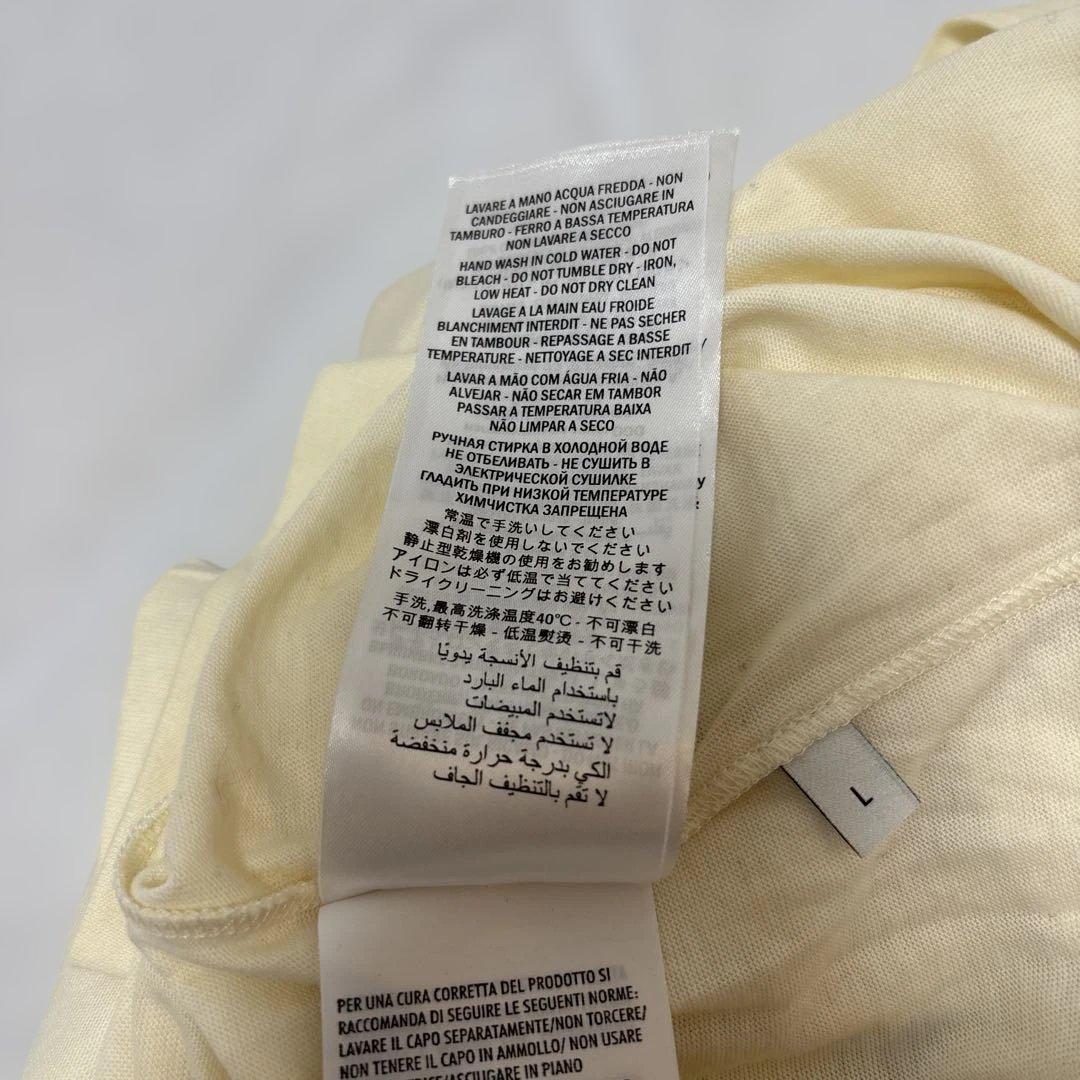 LAVARE A MANO ACQUA FREDDA - NON
CANDEGGIARE - NON ASCIUGARE IN
TAMBURO - FERRO A BASSA TEMPERATURA
NON LAVARE A SECCO
HAND WASH IN COLD WATER - DO NOT
BLEACH - DO NOT TUMBLE DRY - IRON,
LOW HEAT - DO NOT DRY CLEAN
LAVAGE A LA MAIN EAU FROIDE
BLANCHIMENT INTERDIT - NE PAS SECHER
EN TAMBOUR - REPASSAGE A BASSE
TEMPERATURE - NETTOYAGE A SEC INTERDIT
LAVAR A MÃO COM ÁGUA FRIA - NÃO
ALVEJAR - NÃO SECAR EM TAMBOR
PASSAR A TEMPERATURA BAIXA
NÃO LIMPAR A SECO
РУЧНАЯ СТИРКА В ХОЛОДНОЙ ВОДЕ
НЕ ОТБЕЛИВАТЬ - НЕ СУШИТЬ В
ЭЛЕКТРИЧЕСКОЙ СУШИЛКЕ
ГЛАДИТЬ ПРИ НИЗКОЙ ТЕМПЕРАТУРЕ
ХИМЧИСТКА ЗАПРЕЩЕНА
常温で手洗いしてください
漂白剤を使用しないでください
静止型乾燥機の使用をお勧めします
アイロンは必ず低温で当ててください
ドライクリーニングはお避けください
手洗,最高洗涤温度40℃ - 不可漂白
不可翻转干燥 - 低温熨烫 - 不可干洗
قم بتنظيف الأنسجة يدويًا
باستخدام الماء البارد
لاتستخدم المبيضات
لا تستخدم مجفف الملابس
الكي بدرجة حرارة منخفضة
لا تقم بالتنظيف الجاف
L
PER UNA CURA CORRETTA DEL PRODOTTO SI
RACCOMANDA DI SEGUIRE LE SEGUENTI NORME:
LAVARE IL CAPO SEPARATAMENTE/NON TORCERE/
NON TENERE IL CAPO IN AMMOLLO/ NON USARE
/ASCIUGARE IN PIANO